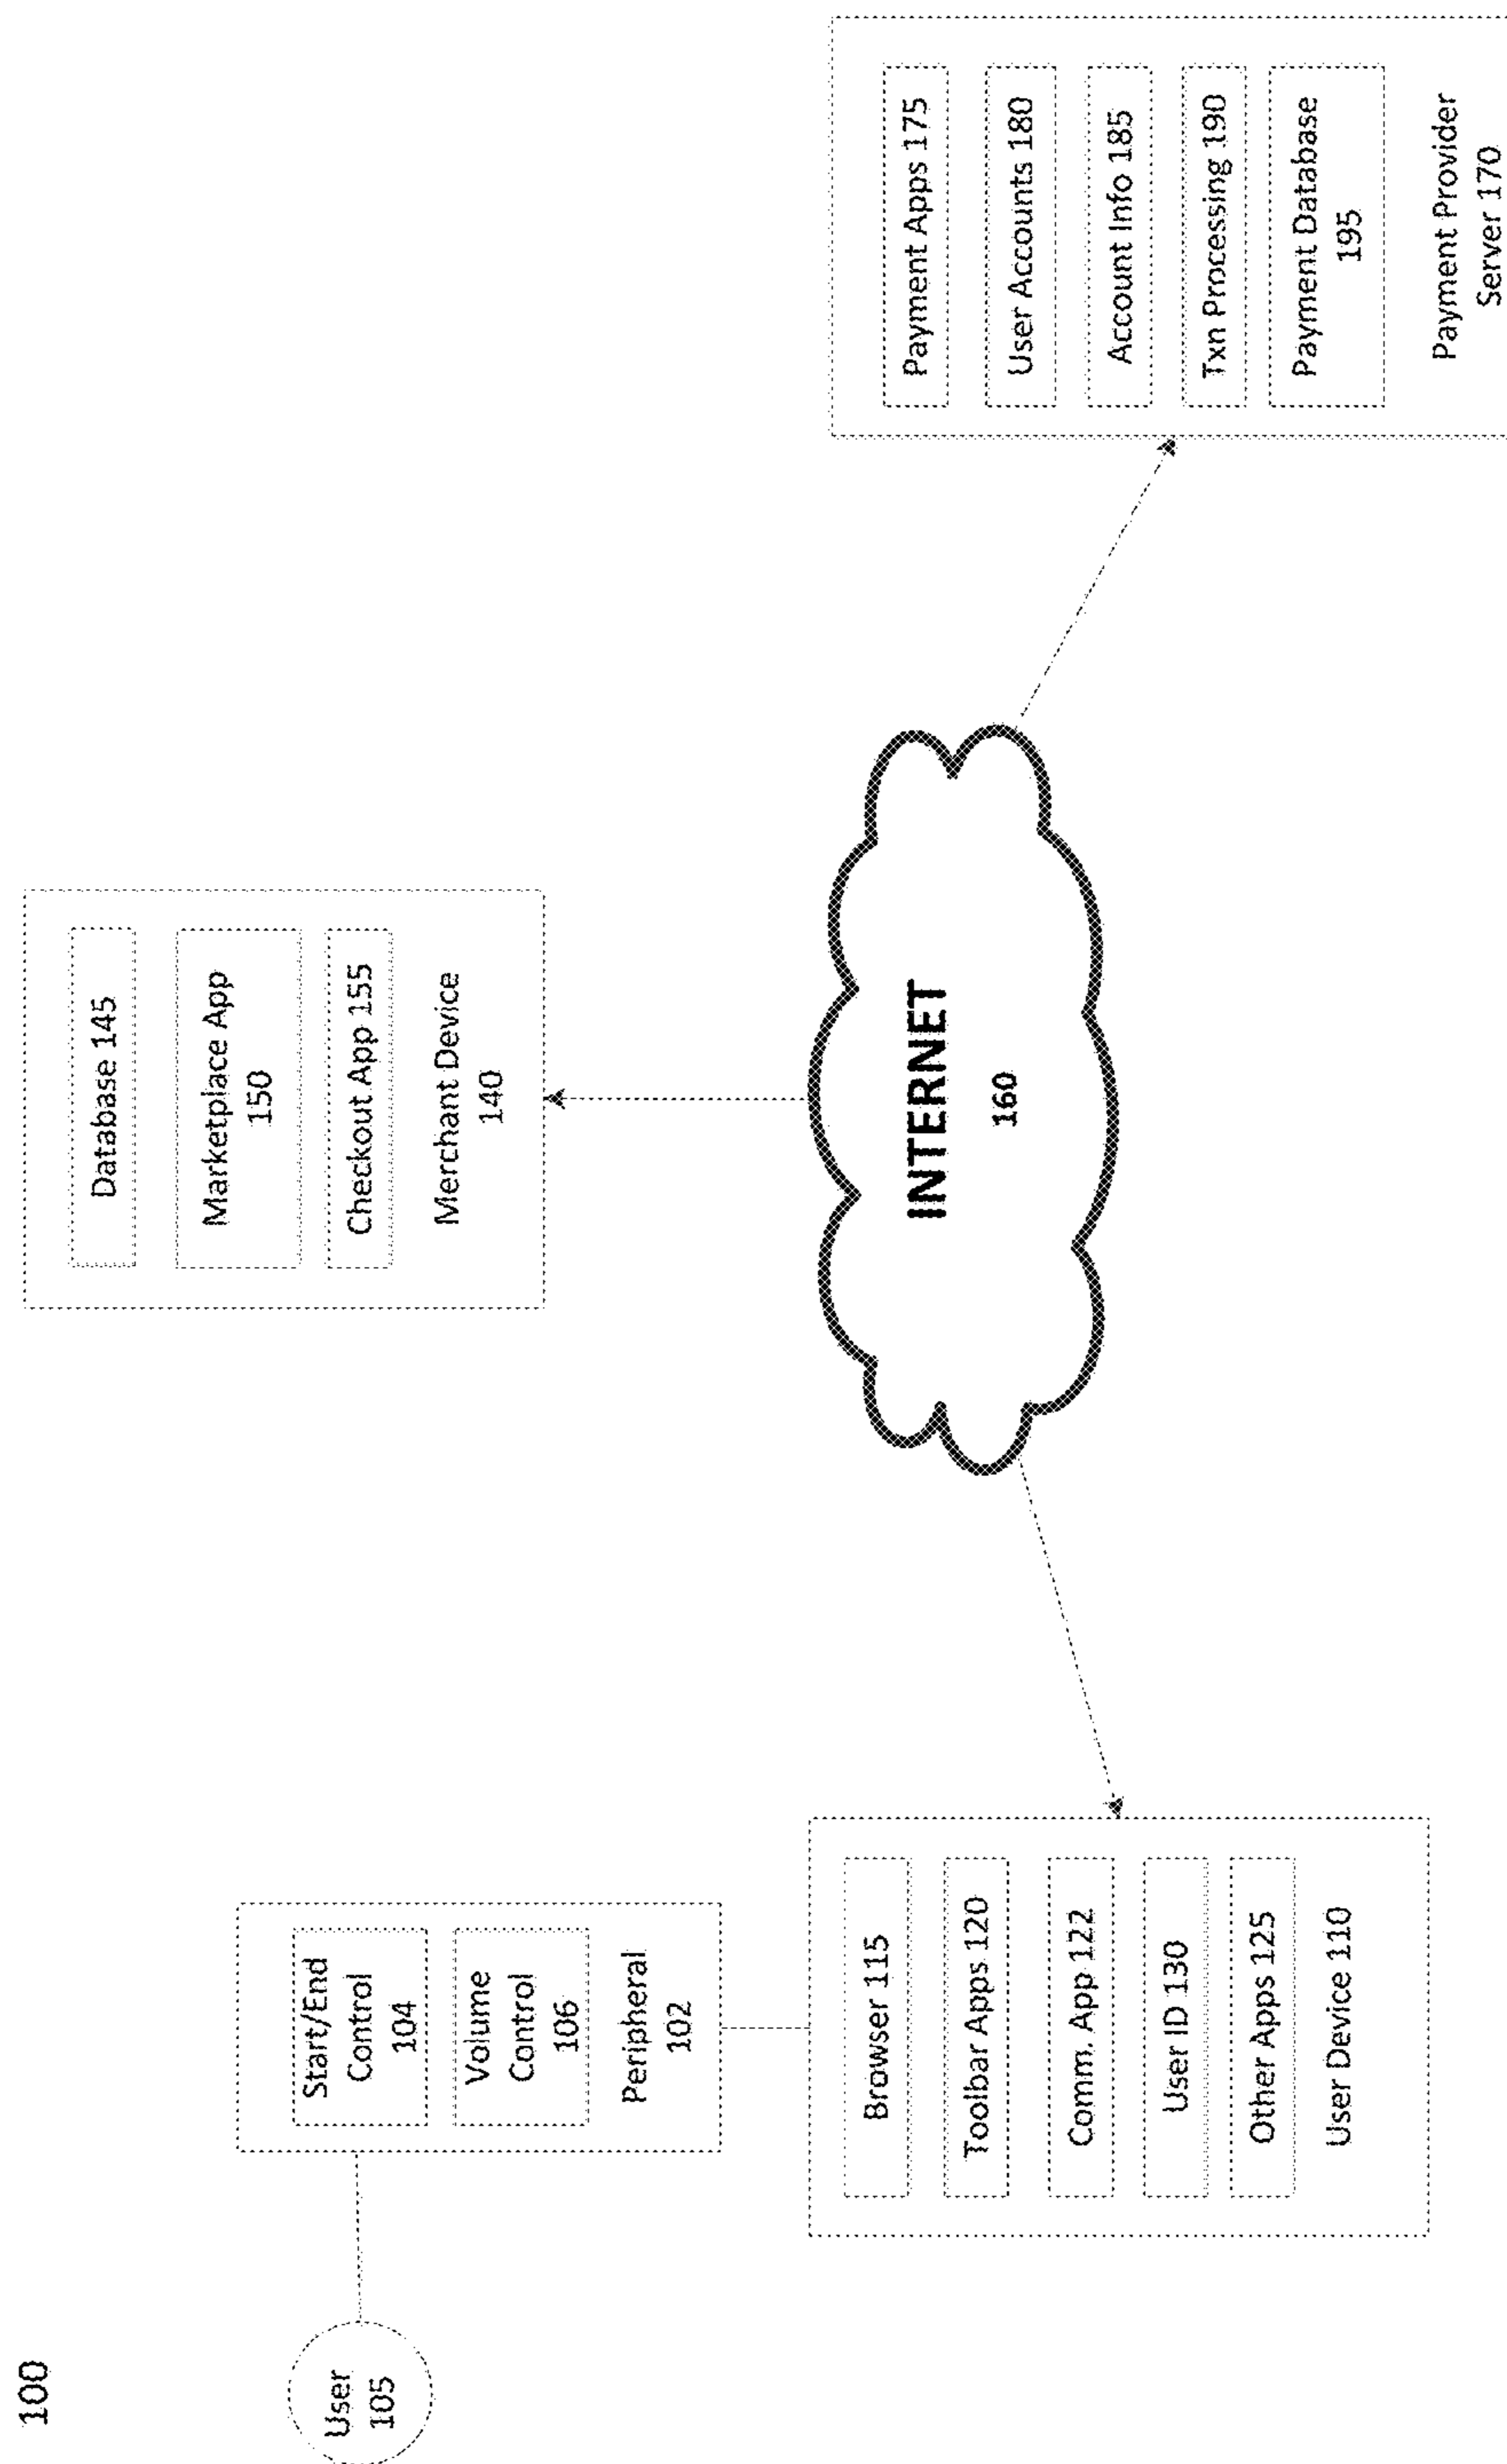 100
User
105
Start/End
Control
104
Volume
Control
106
Peripheral
102
Browser 115
Toolbar Apps 120
Comm. App 122
User ID 130
Other Apps 125
User Device 110
Database 145
Marketplace App
150
Checkout App 155
Merchant Device
140
INTERNET
160
Payment Apps 175
User Accounts 180
Account Info 185
Txn Processing 190
Payment Database
195
Payment Provider
Server 170